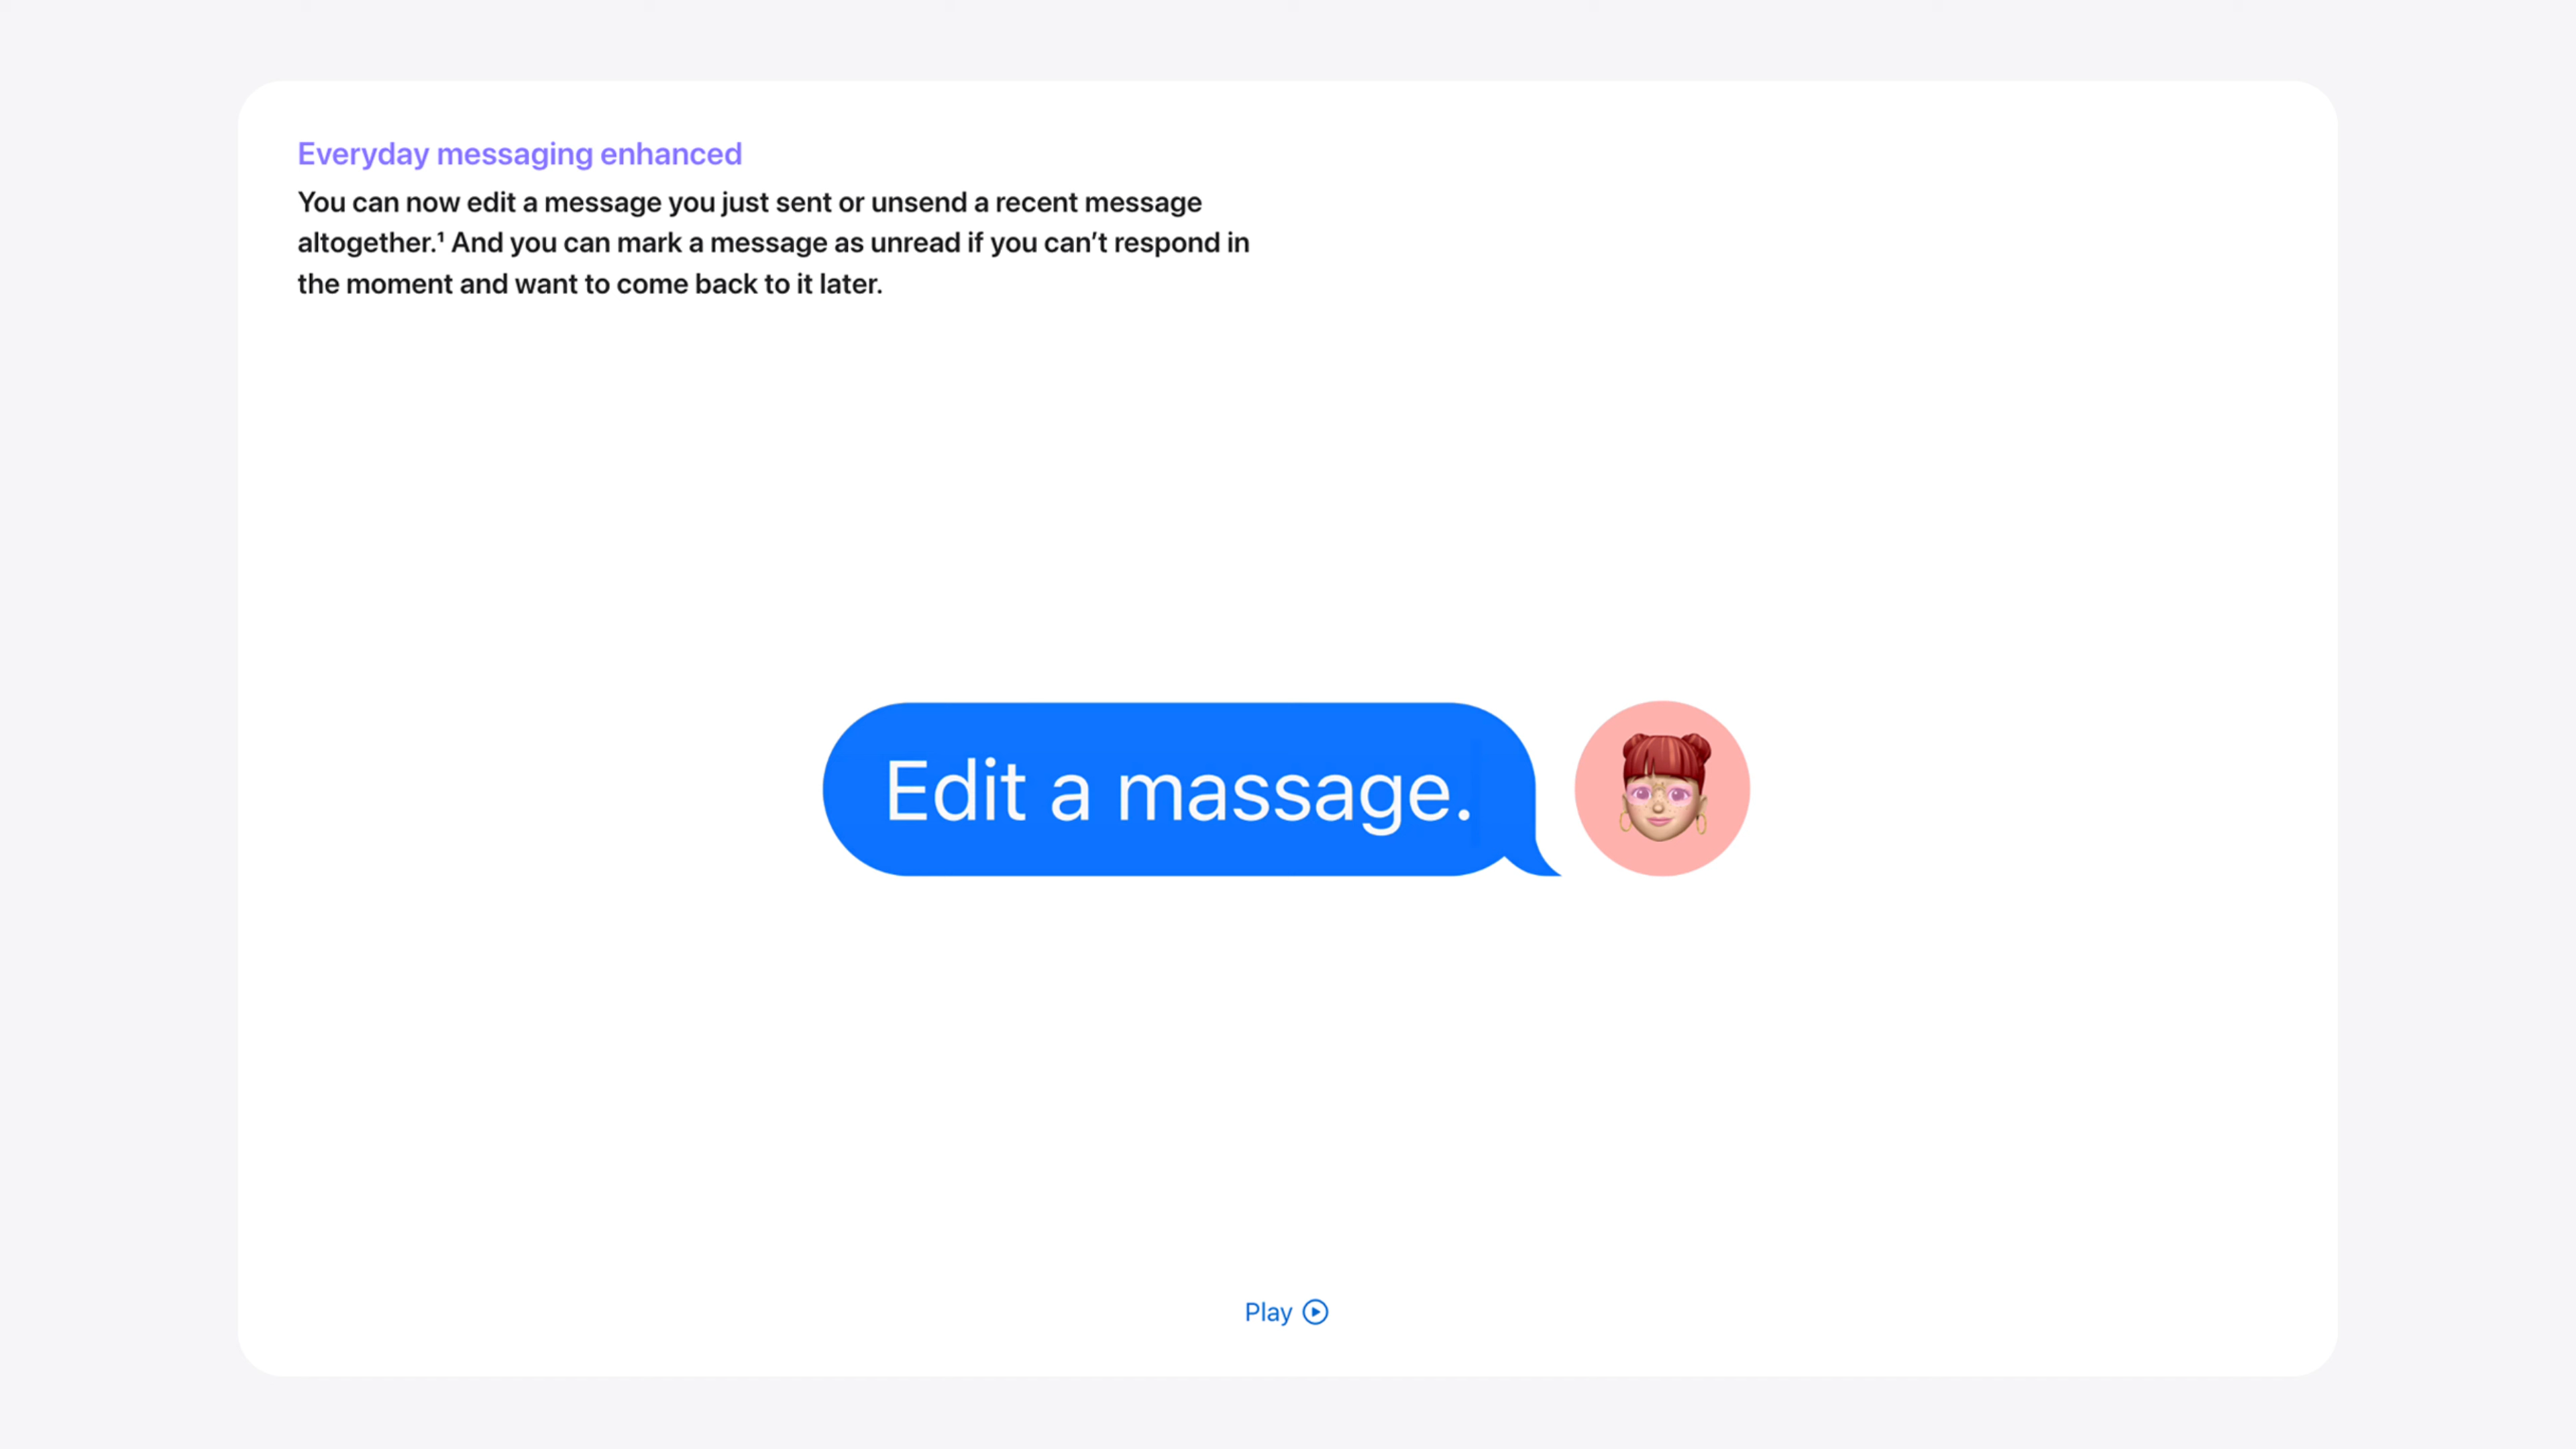 Everyday messaging enhanced
You can now edit a message you just sent or unsend a recent message
altogether.¹ And you can mark a message as unread if you can’t respond in
the moment and want to come back to it later.
Edit a massage.
Play